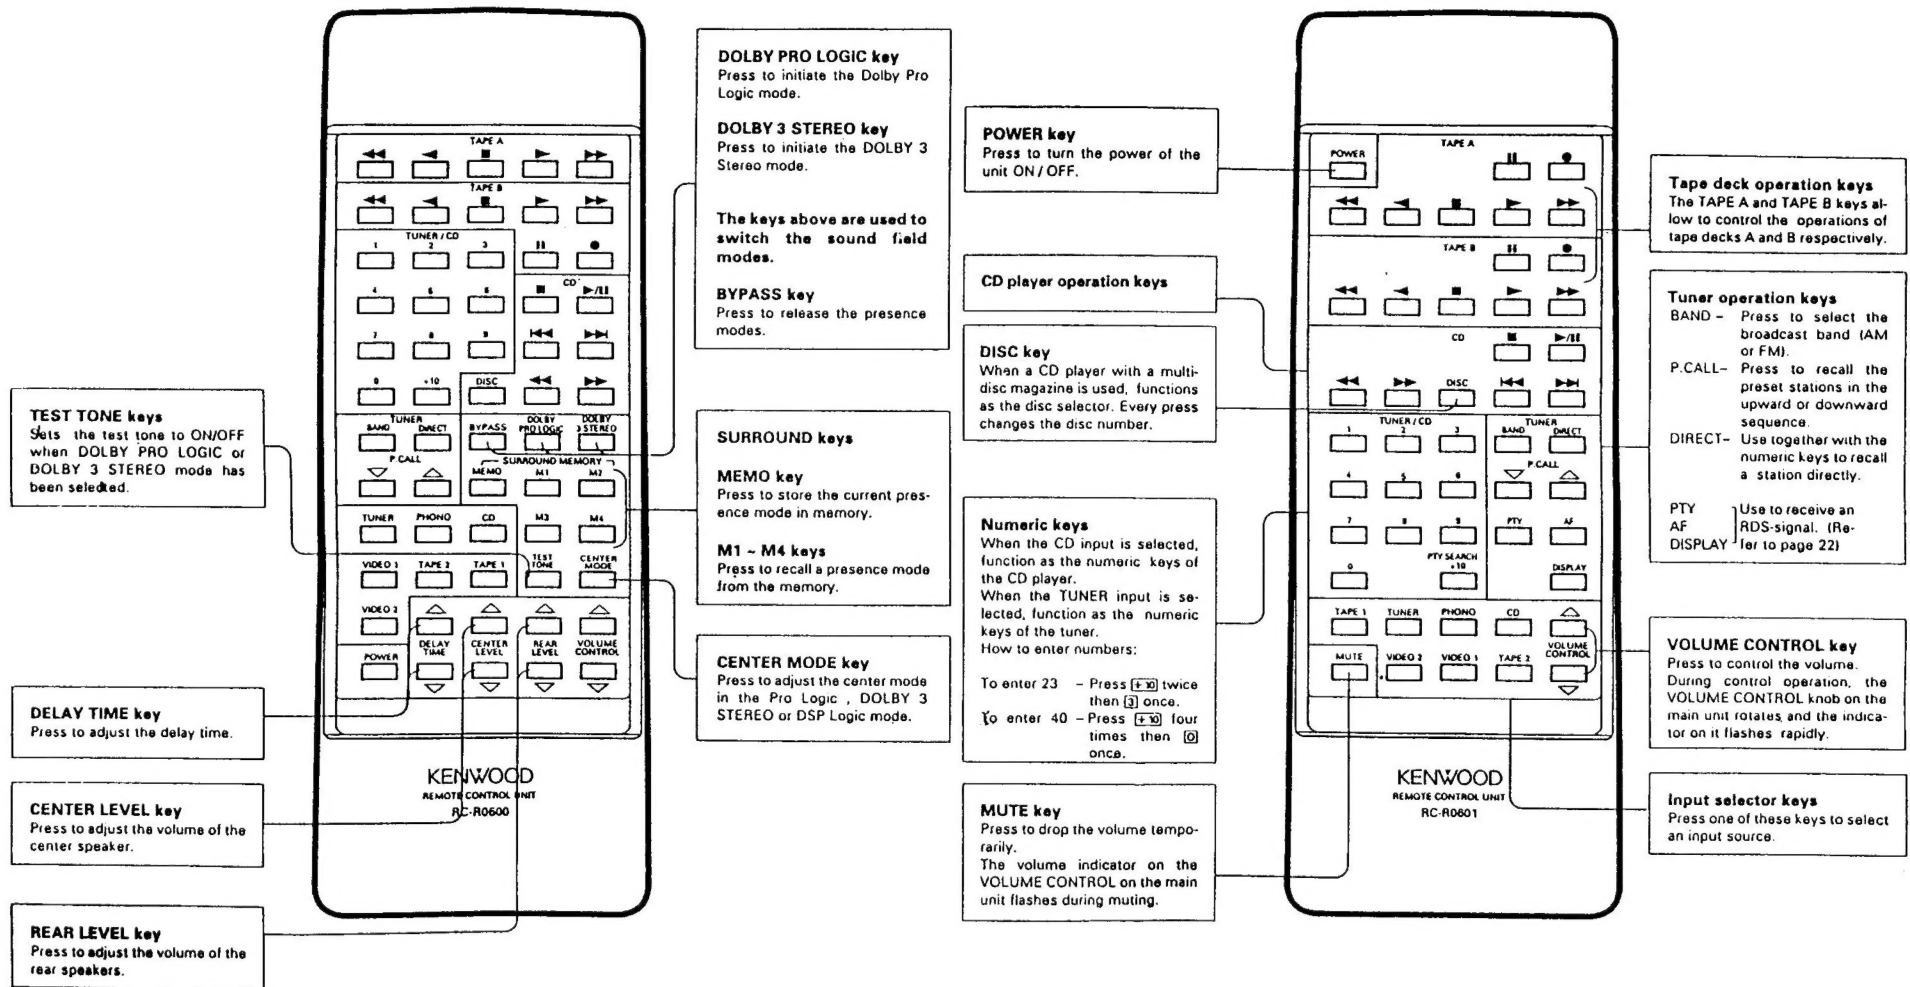 TEST TONE keys
Sets the test tone to ON/OFF
when DOLBY PRO LOGIC or
DOLBY 3 STEREO mode has
been selected.
DELAY TIME key
Press to adjust the delay time.
CENTER LEVEL key
Press to adjust the volume of the
center speaker.
REAR LEVEL key
Press to adjust the volume of the
rear speakers.
TAPE A
TAPE B
TUNER / CD
1 2 3
CD
4 5 6
7 8 9
0 +10 DISC
TUNER
BAND DIRECT BYPASS DOLBY PRO LOGIC DOLBY 3 STEREO
P.CALL
SURROUND MEMORY
MEMO M1 M2
TUNER PHONO CD M3 M4
VIDEO 1 TAPE 2 TAPE 1 TEST TONE CENTER MODE
VIDEO 2
POWER DELAY TIME CENTER LEVEL REAR LEVEL VOLUME CONTROL
KENWOOD
REMOTE CONTROL UNIT
RC-R0600
DOLBY PRO LOGIC key
Press to initiate the Dolby Pro
Logic mode.
DOLBY 3 STEREO key
Press to initiate the DOLBY 3
Stereo mode.
The keys above are used to
switch the sound field
modes.
BYPASS key
Press to release the presence
modes.
SURROUND keys
MEMO key
Press to store the current pres-
ence mode in memory.
M1 ~ M4 keys
Press to recall a presence mode
from the memory.
CENTER MODE key
Press to adjust the center mode
in the Pro Logic , DOLBY 3
STEREO or DSP Logic mode.
POWER key
Press to turn the power of the
unit ON / OFF.
CD player operation keys
DISC key
When a CD player with a multi-
disc magazine is used, functions
as the disc selector. Every press
changes the disc number.
Numeric keys
When the CD input is selected,
function as the numeric keys of
the CD player.
When the TUNER input is se-
lected, function as the numeric
keys of the tuner.
How to enter numbers:
To enter 23 – Press +10 twice
then 3 once.
To enter 40 – Press +10 four
times then 0
once.
MUTE key
Press to drop the volume tempo-
rarily.
The volume indicator on the
VOLUME CONTROL on the main
unit flashes during muting.
POWER TAPE A
TAPE B
CD
DISC
TUNER / CD TUNER
1 2 3 BAND DIRECT
P.CALL
4 5 6
7 8 9 PTY AF
PTY SEARCH
0 +10 DISPLAY
TAPE 1 TUNER PHONO CD
MUTE VIDEO 2 VIDEO 1 TAPE 2 VOLUME CONTROL
KENWOOD
REMOTE CONTROL UNIT
RC-R0601
Tape deck operation keys
The TAPE A and TAPE B keys al-
low to control the operations of
tape decks A and B respectively.
Tuner operation keys
BAND – Press to select the
broadcast band (AM
or FM).
P.CALL– Press to recall the
preset stations in the
upward or downward
sequence.
DIRECT– Use together with the
numeric keys to recall
a station directly.
PTY Use to receive an
AF RDS-signal. (Re-
DISPLAY fer to page 22)
VOLUME CONTROL key
Press to control the volume.
During control operation, the
VOLUME CONTROL knob on the
main unit rotates and the indica-
tor on it flashes rapidly.
Input selector keys
Press one of these keys to select
an input source.